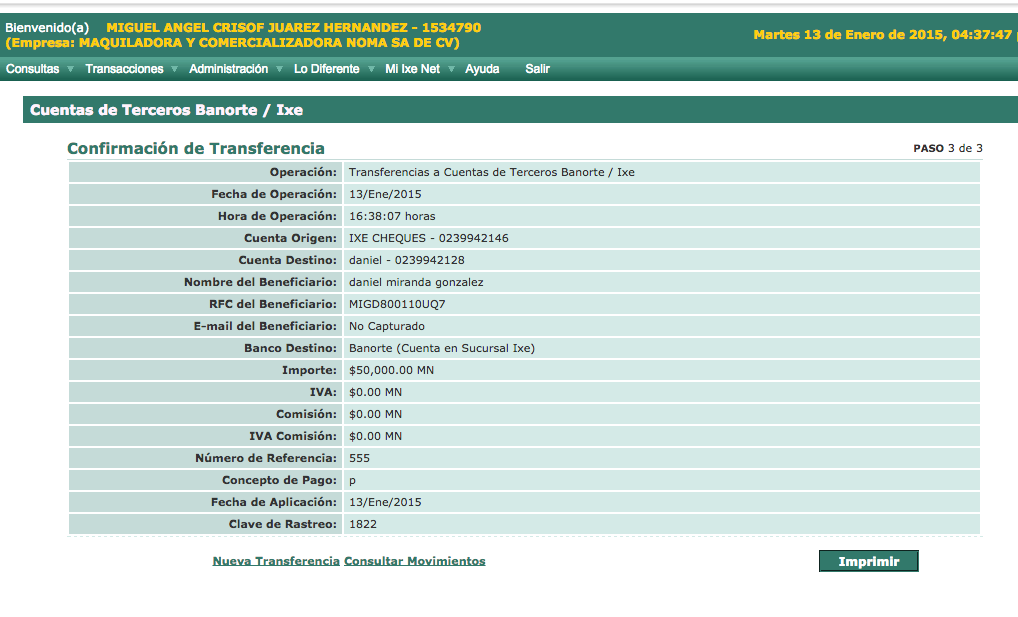 Bienvenido(a) MIGUEL ANGEL CRISOF JUAREZ HERNANDEZ - 1534790
(Empresa: MAQUILADORA Y COMERCIALIZADORA NOMA SA DE CV)
Martes 13 de Enero de 2015, 04:37:47
Consultas Transacciones Administración Lo Diferente Mi Ixe Net Ayuda Salir
Cuentas de Terceros Banorte / Ixe
Confirmación de Transferencia PASO 3 de 3
Operación: Transferencias a Cuentas de Terceros Banorte / Ixe
Fecha de Operación: 13/Ene/2015
Hora de Operación: 16:38:07 horas
Cuenta Origen: IXE CHEQUES - 0239942146
Cuenta Destino: daniel - 0239942128
Nombre del Beneficiario: daniel miranda gonzalez
RFC del Beneficiario: MIGD800110UQ7
E-mail del Beneficiario: No Capturado
Banco Destino: Banorte (Cuenta en Sucursal Ixe)
Importe: $50,000.00 MN
IVA: $0.00 MN
Comisión: $0.00 MN
IVA Comisión: $0.00 MN
Número de Referencia: 555
Concepto de Pago: p
Fecha de Aplicación: 13/Ene/2015
Clave de Rastreo: 1822
Nueva Transferencia Consultar Movimientos Imprimir